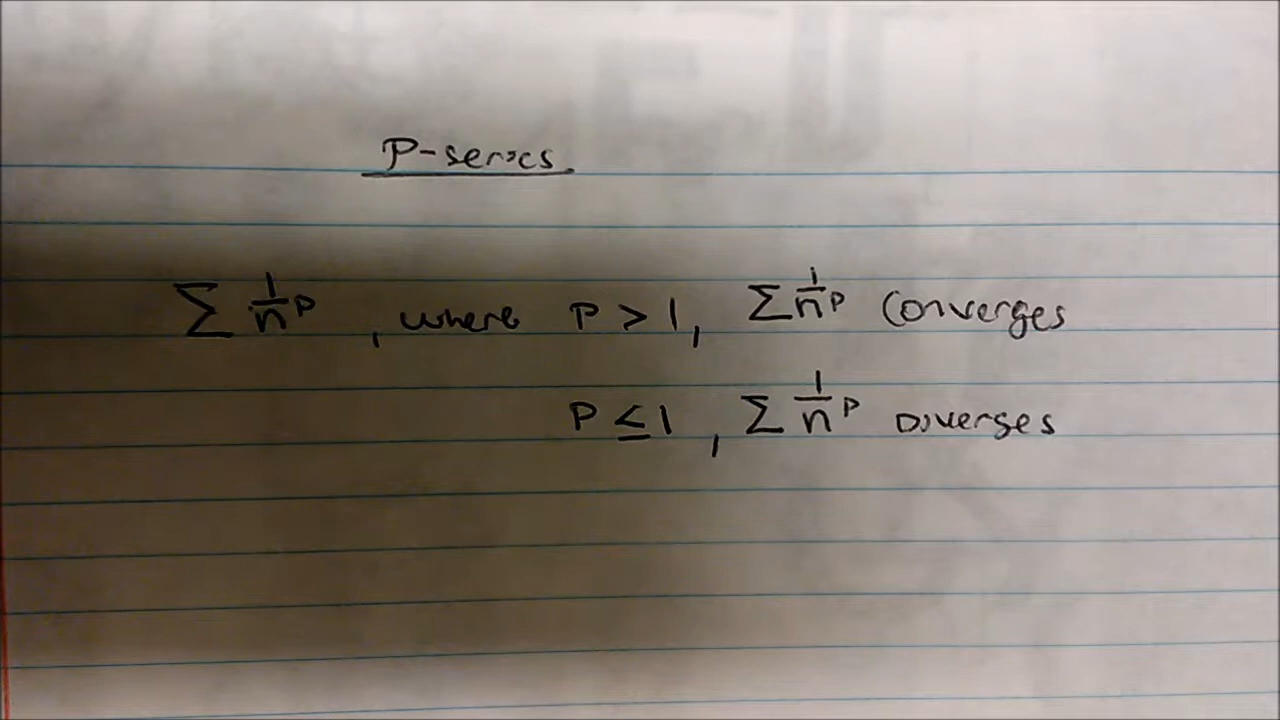 P-series
∑ 1/n^P , where P > 1, ∑ 1/n^P Converges
P ≤ 1 , ∑ 1/n^P Diverges